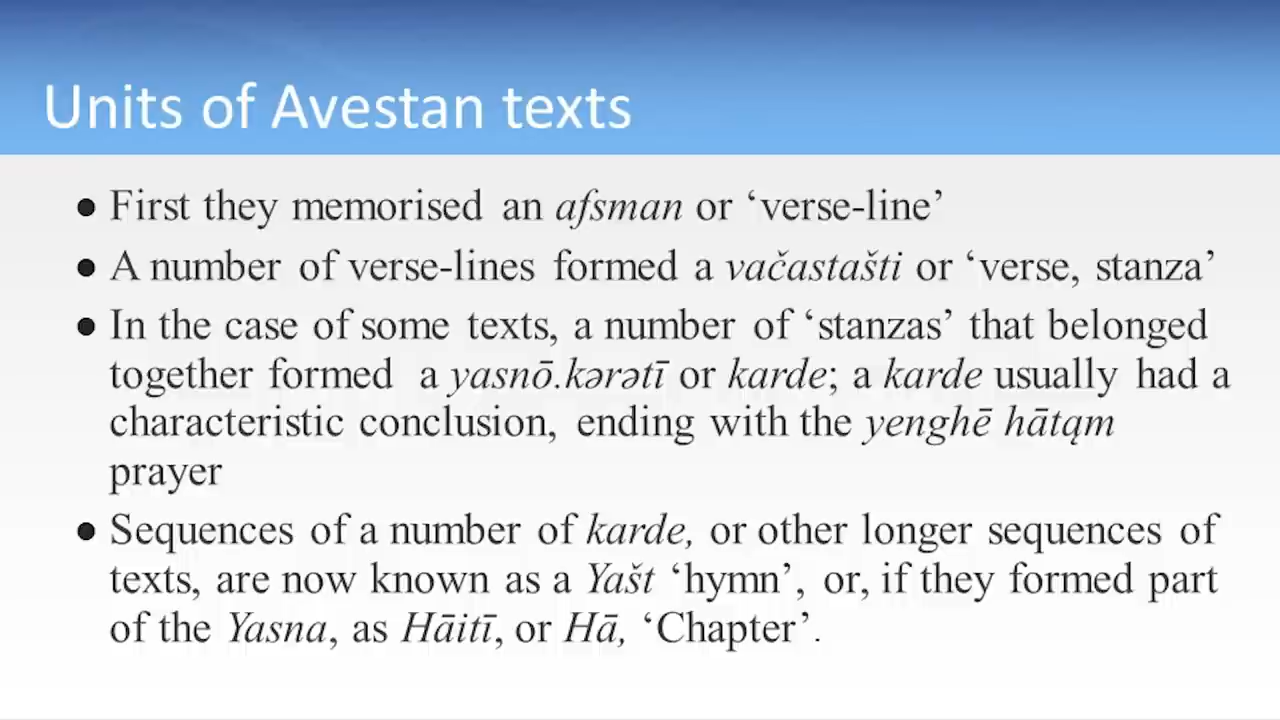 Units of Avestan texts
● First they memorised an afsman or ‘verse-line’
● A number of verse-lines formed a vačastašti or ‘verse, stanza’
● In the case of some texts, a number of ‘stanzas’ that belonged
together formed a yasnō.kərətī or karde; a karde usually had a
characteristic conclusion, ending with the yenghē hātąm
prayer
● Sequences of a number of karde, or other longer sequences of
texts, are now known as a Yašt ‘hymn’, or, if they formed part
of the Yasna, as Hāitī, or Hā, ‘Chapter’.